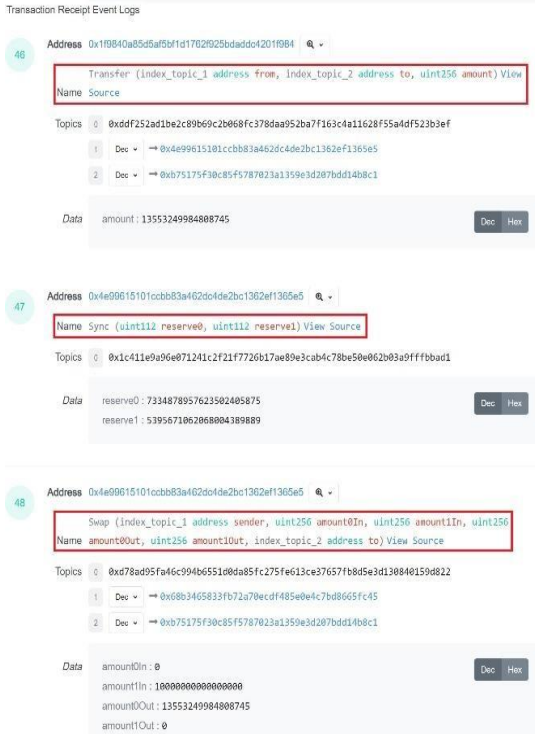 Transaction Receipt Event Logs
46
Address 0x1f9840a85d5af5bf1d1762f925bdaddc4201f984
Transfer (index_topic_1 address from, index_topic_2 address to, uint256 amount) View
Name Source
Topics 0 0xddf252ad1be2c89b69c2b068fc378daa952ba7f163c4a11628f55a4df523b3ef
1 Dec → 0x4e99615101ccbb83a462dc4de2bc1362ef1365e5
2 Dec → 0xb75175f30c85f5787023a1359e3d207bdd14b8c1
Data amount : 13553249984808745
Dec Hex
47
Address 0x4e99615101ccbb83a462dc4de2bc1362ef1365e5
Name Sync (uint112 reserve0, uint112 reserve1) View Source
Topics 0 0x1c411e9a96e071241c2f21f7726b17ae89e3cab4c78be50e062b03a9fffbbad1
Data reserve0 : 7334878957623502405875
reserve1 : 5395671062068004389889
Dec Hex
48
Address 0x4e99615101ccbb83a462dc4de2bc1362ef1365e5
Swap (index_topic_1 address sender, uint256 amount0In, uint256 amount1In, uint256
Name amount0Out, uint256 amount1Out, index_topic_2 address to) View Source
Topics 0 0xd78ad95fa46c994b6551d0da85fc275fe613ce37657fb8d5e3d130840159d822
1 Dec → 0x68b3465833fb72a70ecdf485e0e4c7bd8665fc45
2 Dec → 0xb75175f30c85f5787023a1359e3d207bdd14b8c1
Data amount0In : 0
Dec Hex
amount1In : 10000000000000000
amount0Out : 13553249984808745
amount1Out : 0